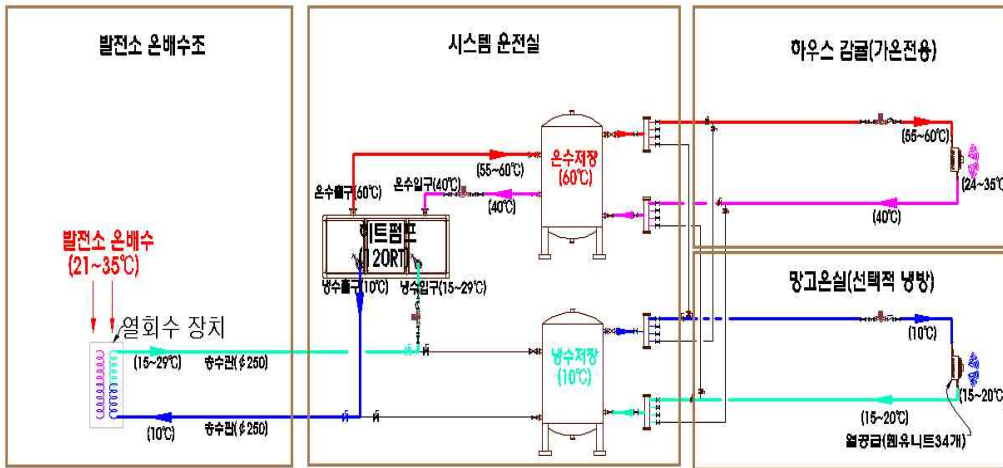 발전소 온배수조
시스템 운전실
하우스 감귤(가온전용)
(55~60℃)
온수저장
(60℃)
(55~60℃)
(24~35℃)
온수출구(60℃)
온수입구(40℃)
(40℃)
(40℃)
히트펌프
120RT
발전소 온배수
(21~35℃)
냉수출구(10℃)
냉수입구(15~29℃)
망고온실(선택적 냉방)
열회수 장치
(10℃)
냉수저장
(10℃)
(15~29℃)
송수관(¢250)
(15~20℃)
(15~20℃)
(10℃)
송수관(¢250)
열공급(휀유니트34개)